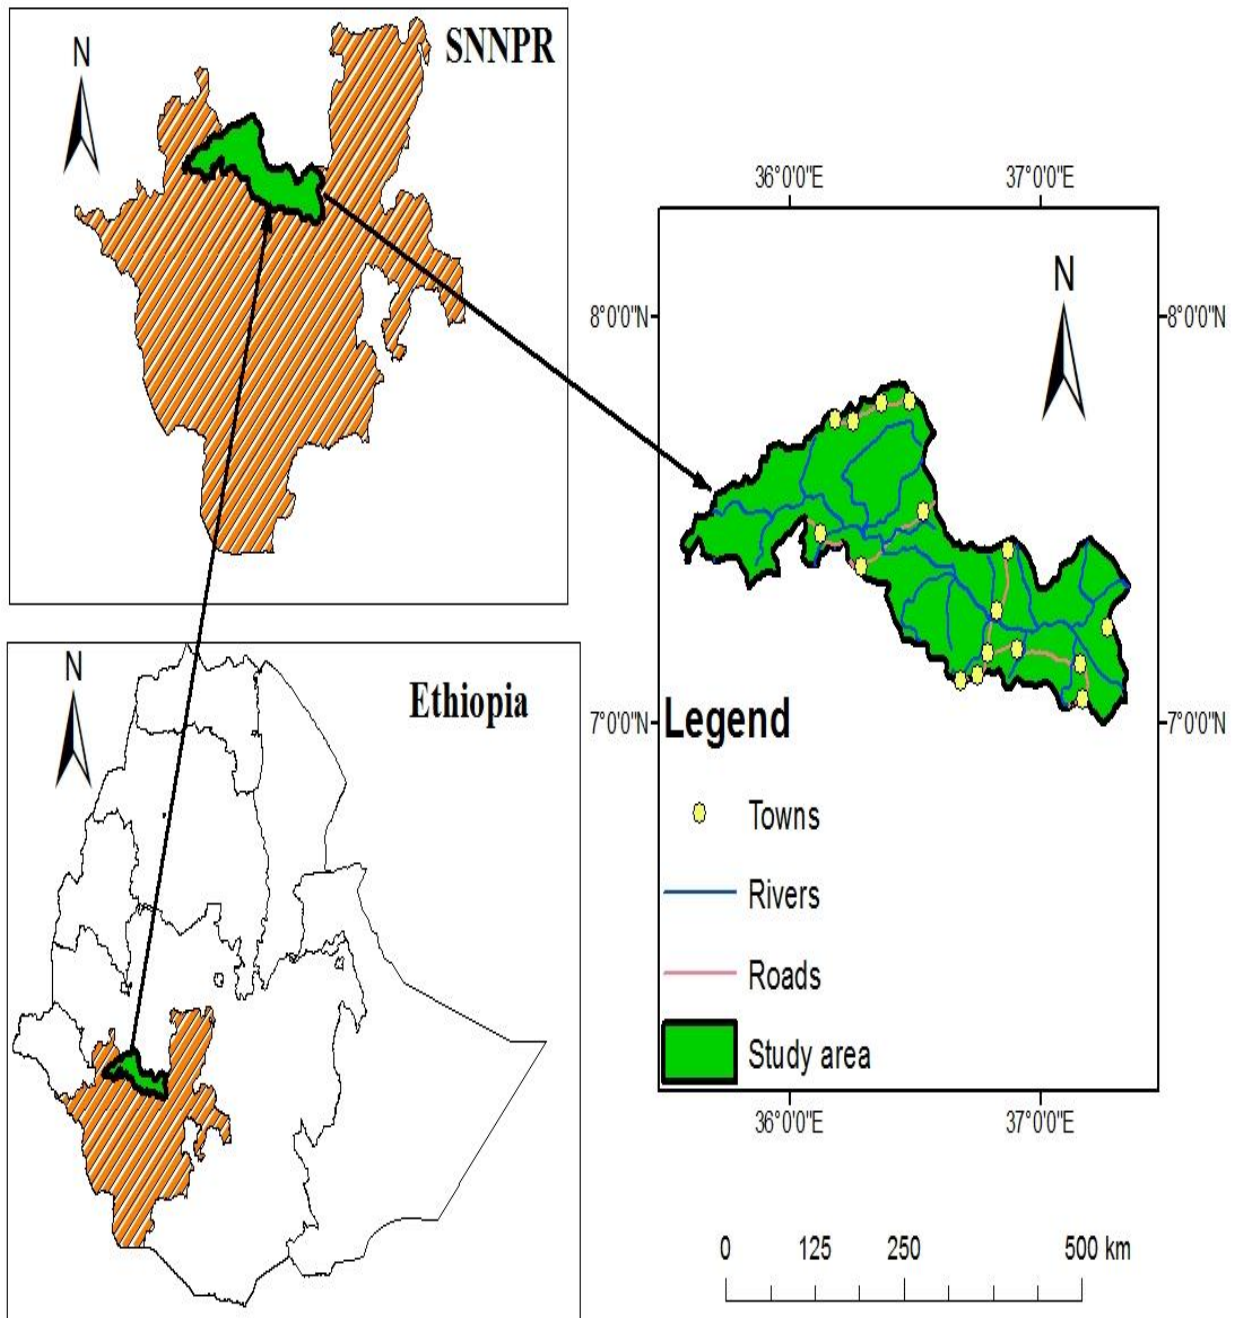 SNNPR
N
36°0'0"E 37°0'0"E
N
8°0'0"N 8°0'0"N
7°0'0"N 7°0'0"N
Legend
Towns
Rivers
Roads
Study area
36°0'0"E 37°0'0"E
N
Ethiopia
0 125 250 500 km